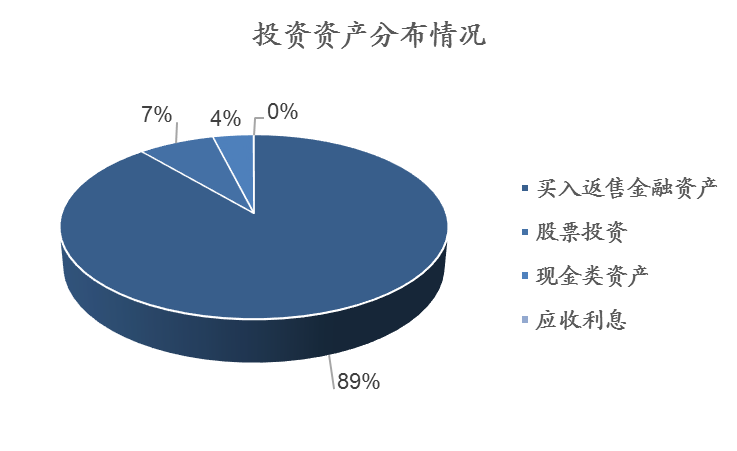 投资资产分布情况
7%
4%
0%
买入返售金融资产
股票投资
现金类资产
应收利息
89%